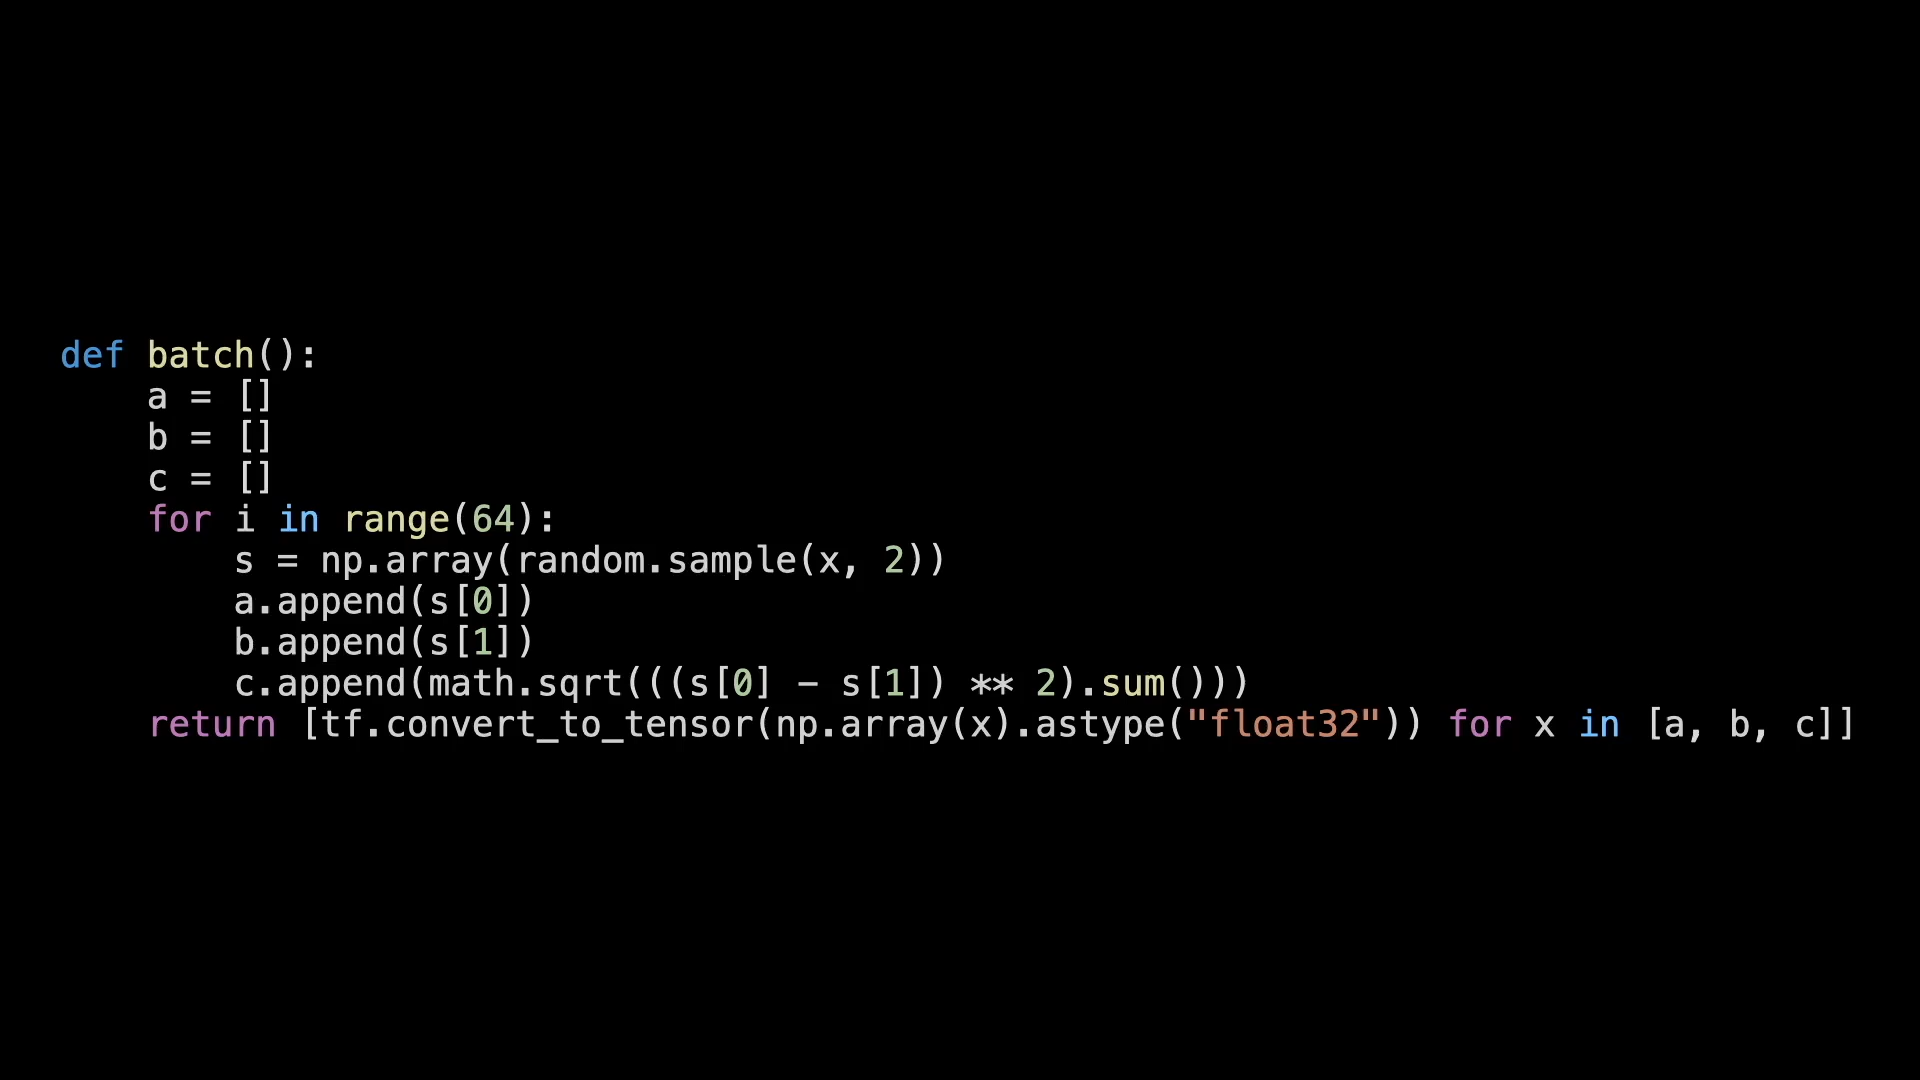 def batch():
    a = []
    b = []
    c = []
    for i in range(64):
        s = np.array(random.sample(x, 2))
        a.append(s[0])
        b.append(s[1])
        c.append(math.sqrt(((s[0] - s[1]) ** 2).sum()))
    return [tf.convert_to_tensor(np.array(x).astype("float32")) for x in [a, b, c]]